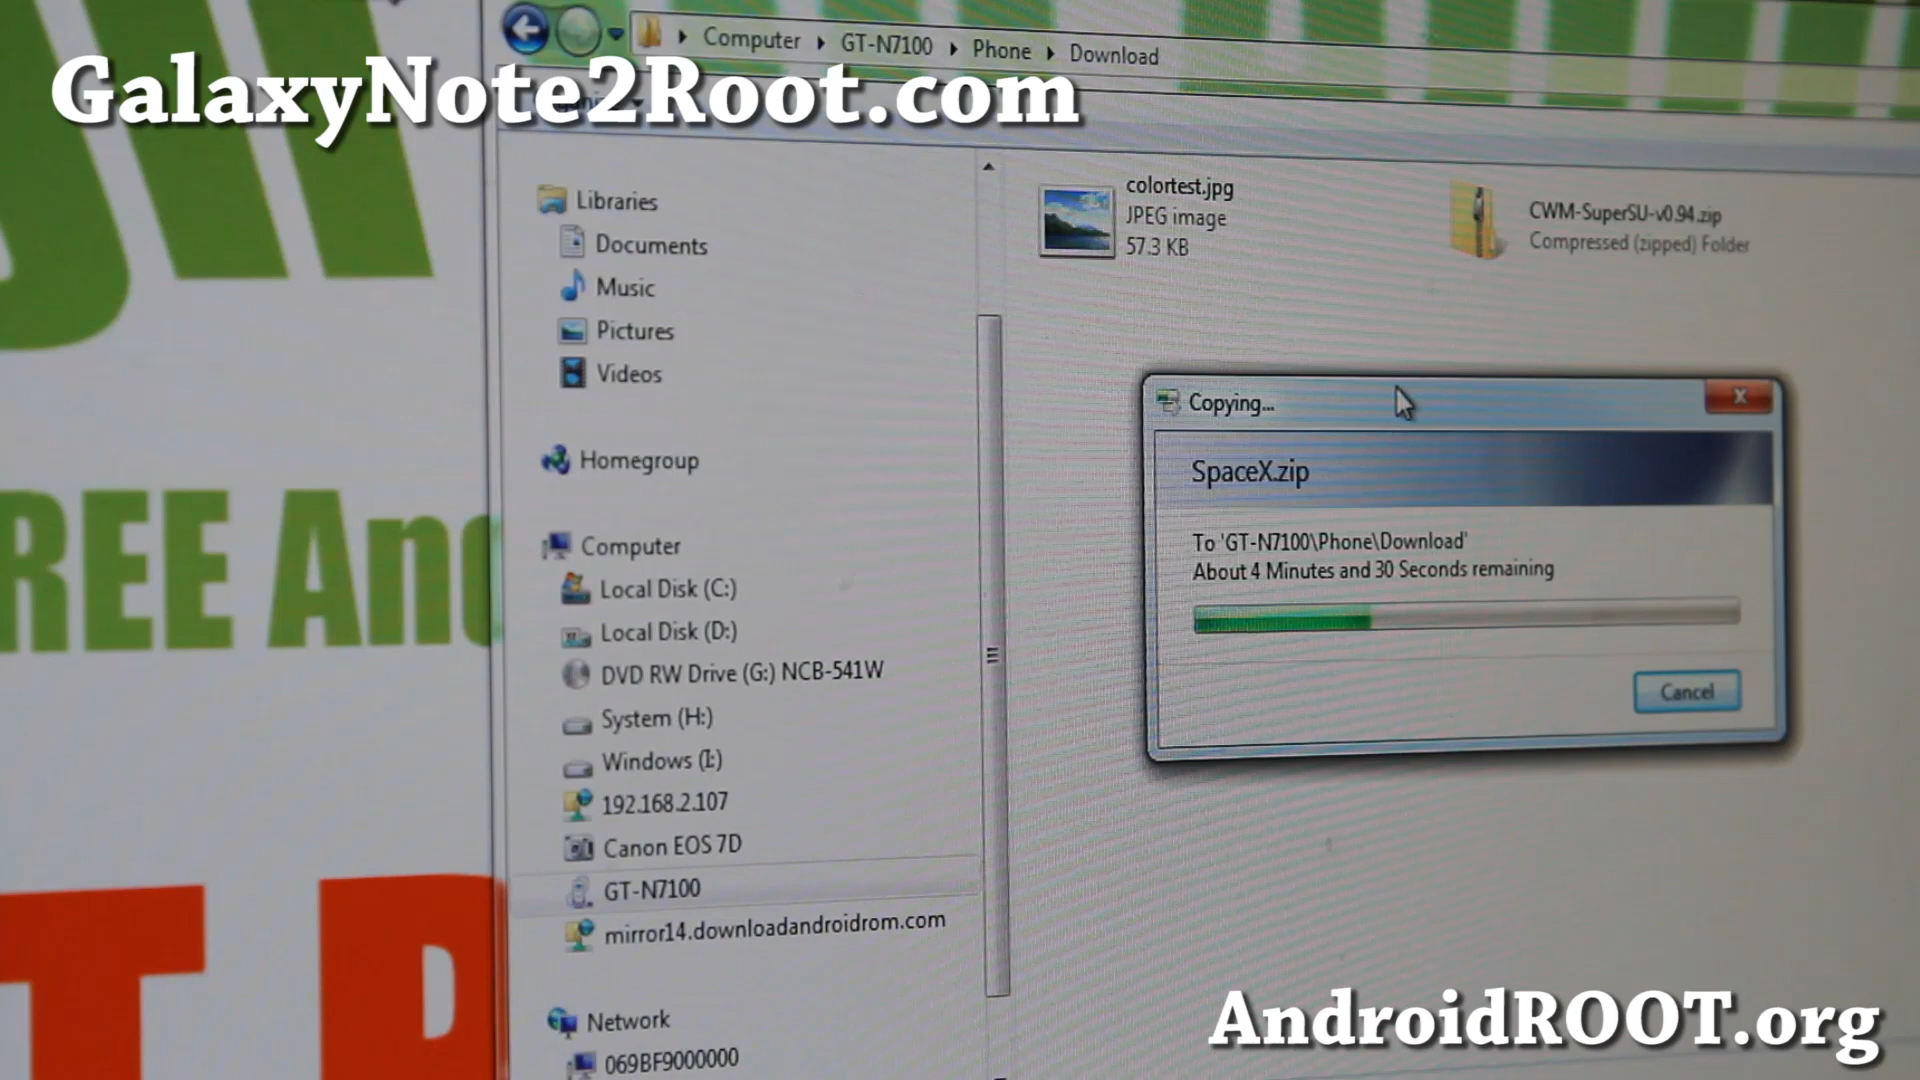 GalaxyNote2Root.com
Computer GT-N7100 Phone Download
Libraries
Documents
Music
Pictures
Videos
Homegroup
Computer
Local Disk (C:)
Local Disk (D:)
DVD RW Drive (G:) NCB-541W
System (H:)
Windows (I:)
192.168.2.107
Canon EOS 7D
GT-N7100
mirror14.downloadandroidrom.com
Network
069BF9000000
colortest.jpg
JPEG image
57.3 KB
CWM-SuperSU-v0.94.zip
Compressed (zipped) Folder
Copying...
SpaceX.zip
To 'GT-N7100\Phone\Download'
About 4 Minutes and 30 Seconds remaining
Cancel
REE And
AndroidROOT.org